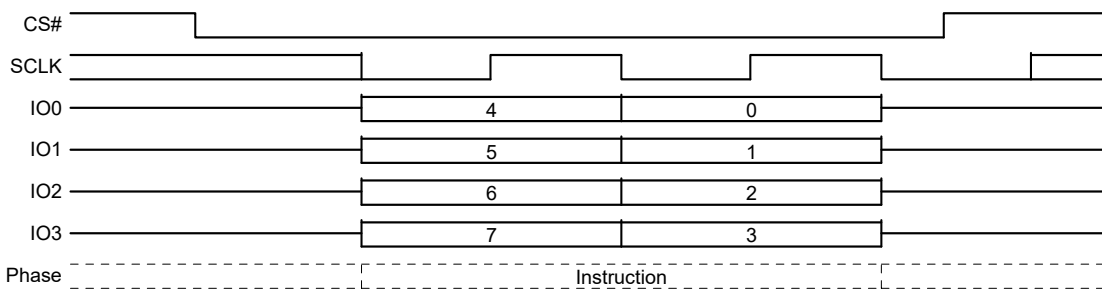 CS#
SCLK
IO0 4 0
IO1 5 1
IO2 6 2
IO3 7 3
Phase Instruction